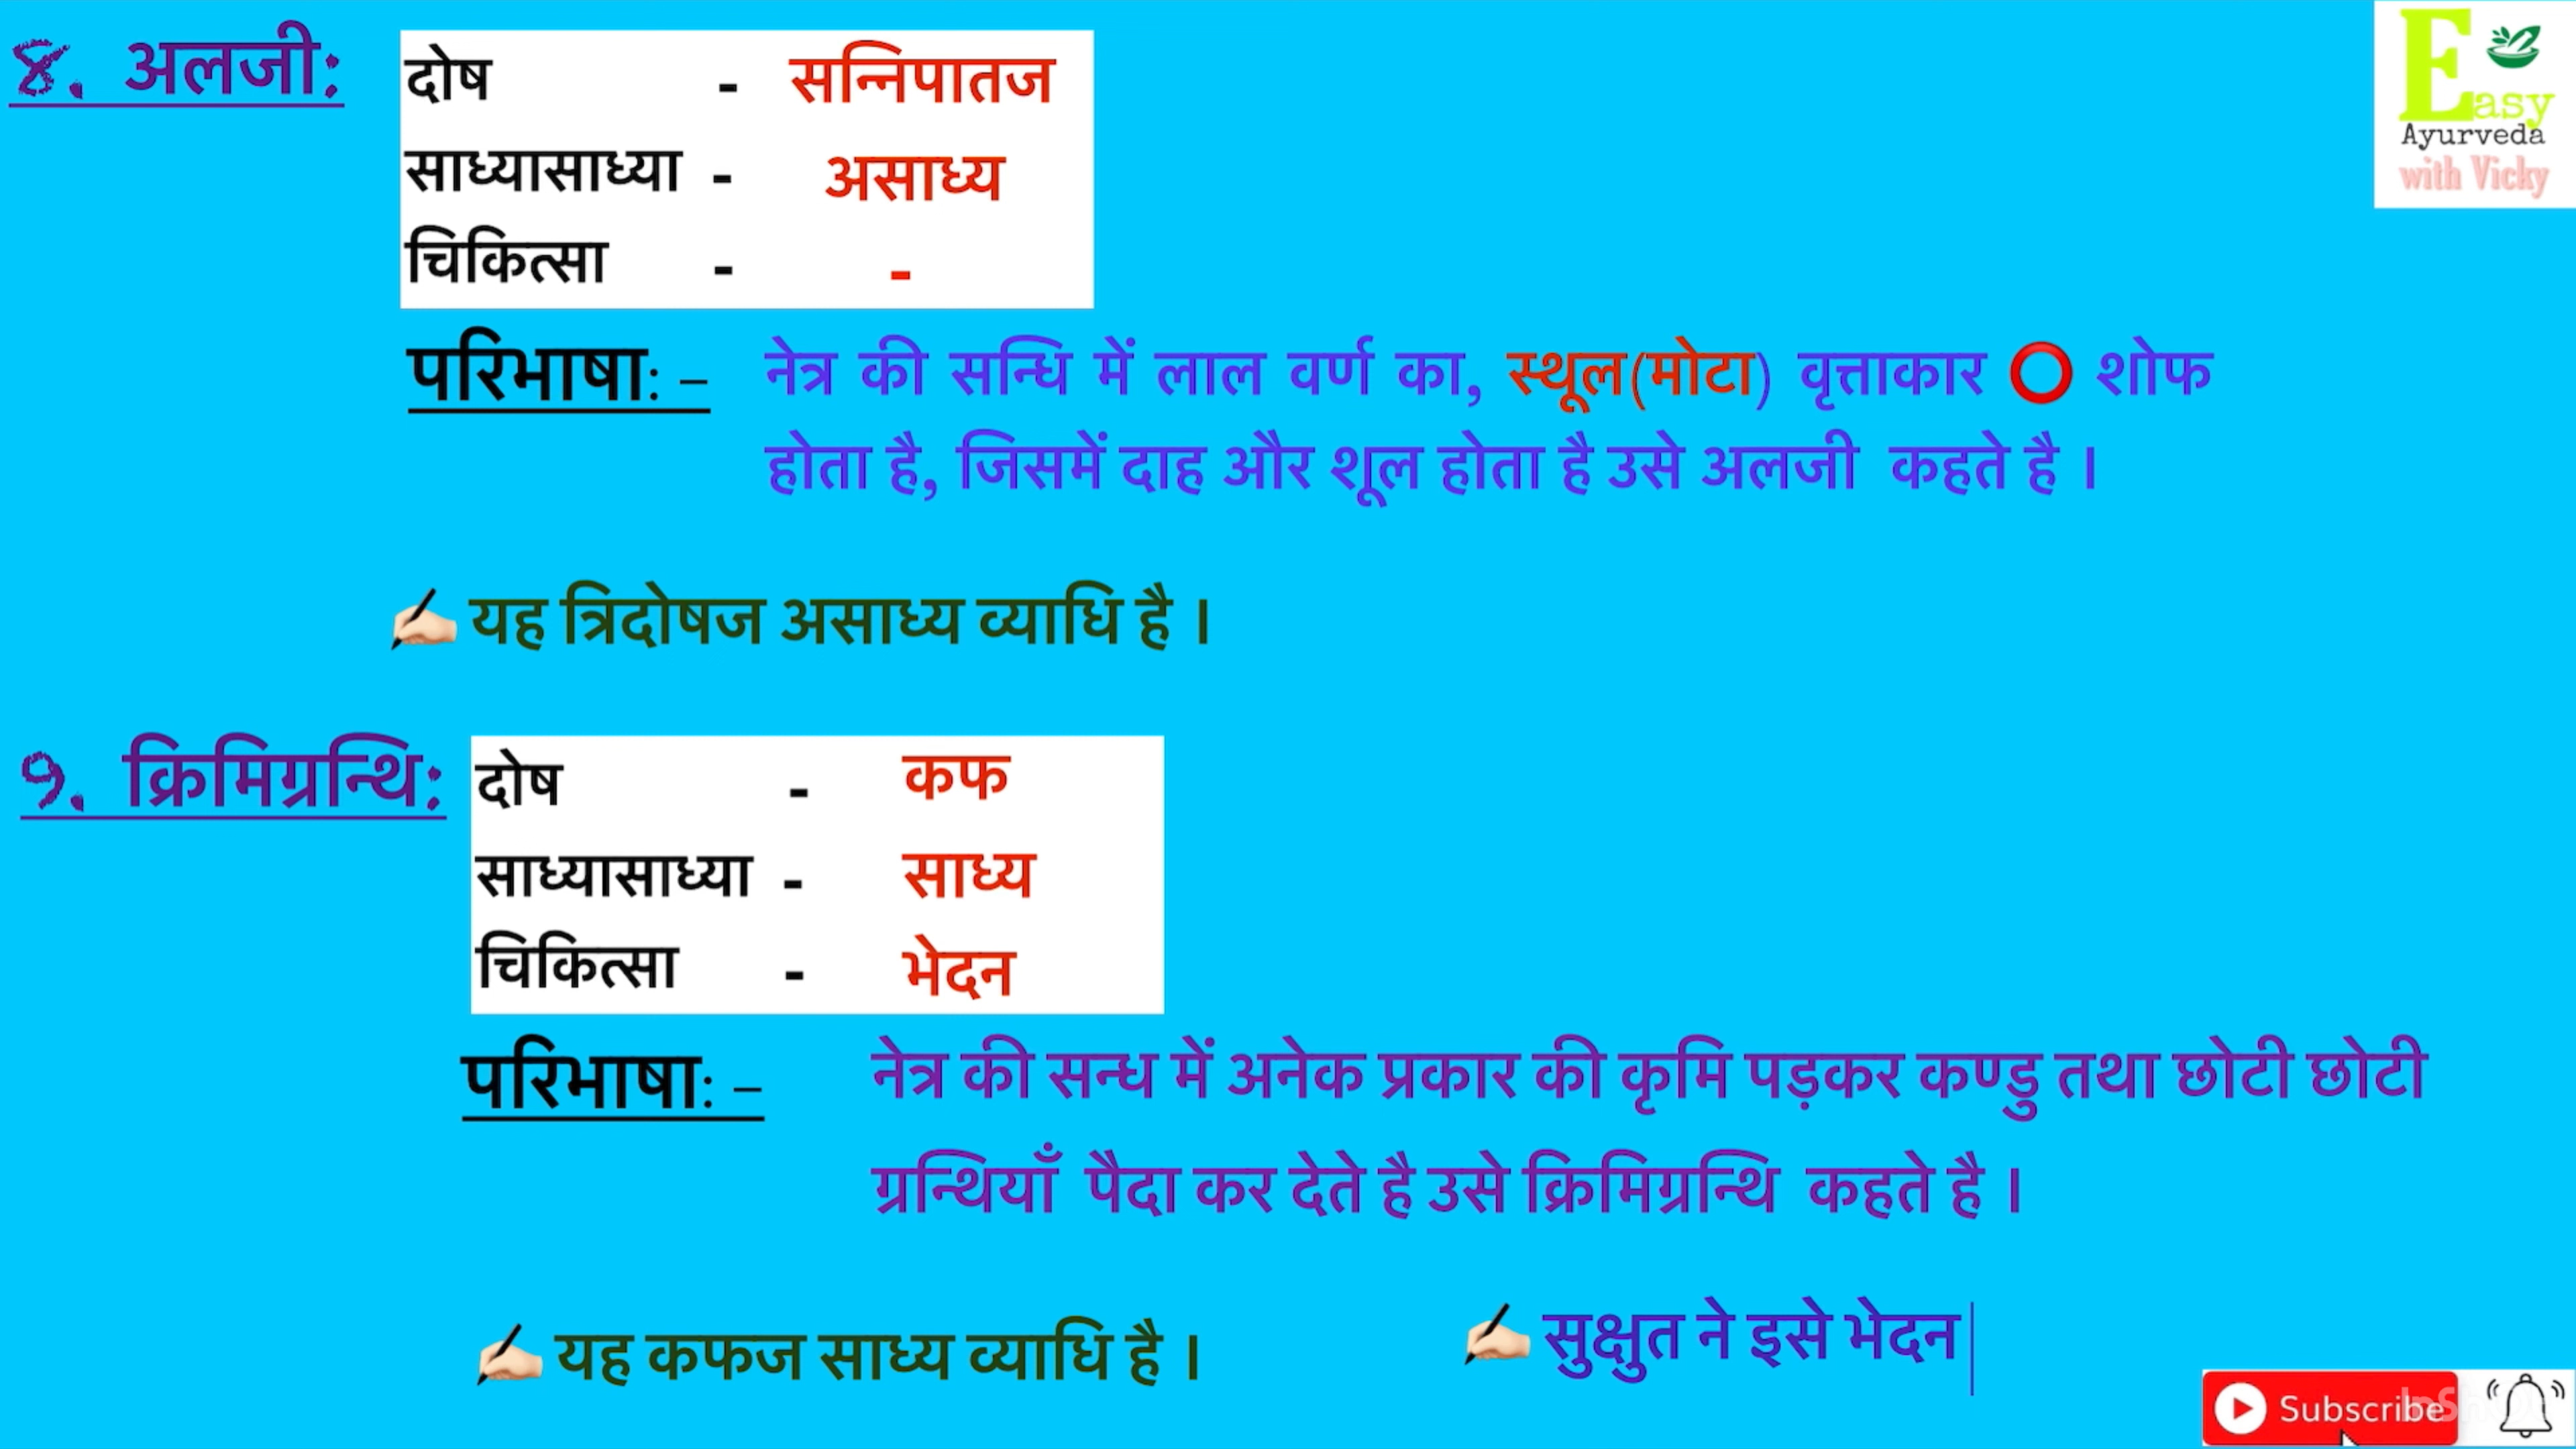 8. अलजी:
दोष - सन्निपातज
साध्यासाध्या - असाध्य
चिकित्सा - -
परिभाषा: – नेत्र की सन्धि में लाल वर्ण का, स्थूल(मोटा) वृत्ताकार ⭕ शोफ
होता है, जिसमें दाह और शूल होता है उसे अलजी कहते है ।
✍🏻 यह त्रिदोषज असाध्य व्याधि है ।
9. क्रिमिग्रन्थि:
दोष - कफ
साध्यासाध्या - साध्य
चिकित्सा - भेदन
परिभाषा: – नेत्र की सन्ध में अनेक प्रकार की कृमि पड़कर कण्डु तथा छोटी छोटी
ग्रन्थियाँ पैदा कर देते है उसे क्रिमिग्रन्थि कहते है ।
✍🏻 यह कफज साध्य व्याधि है ।
✍🏻 सुक्षुत ने इसे भेदन
Easy
Ayurveda
with Vicky
Subscribe